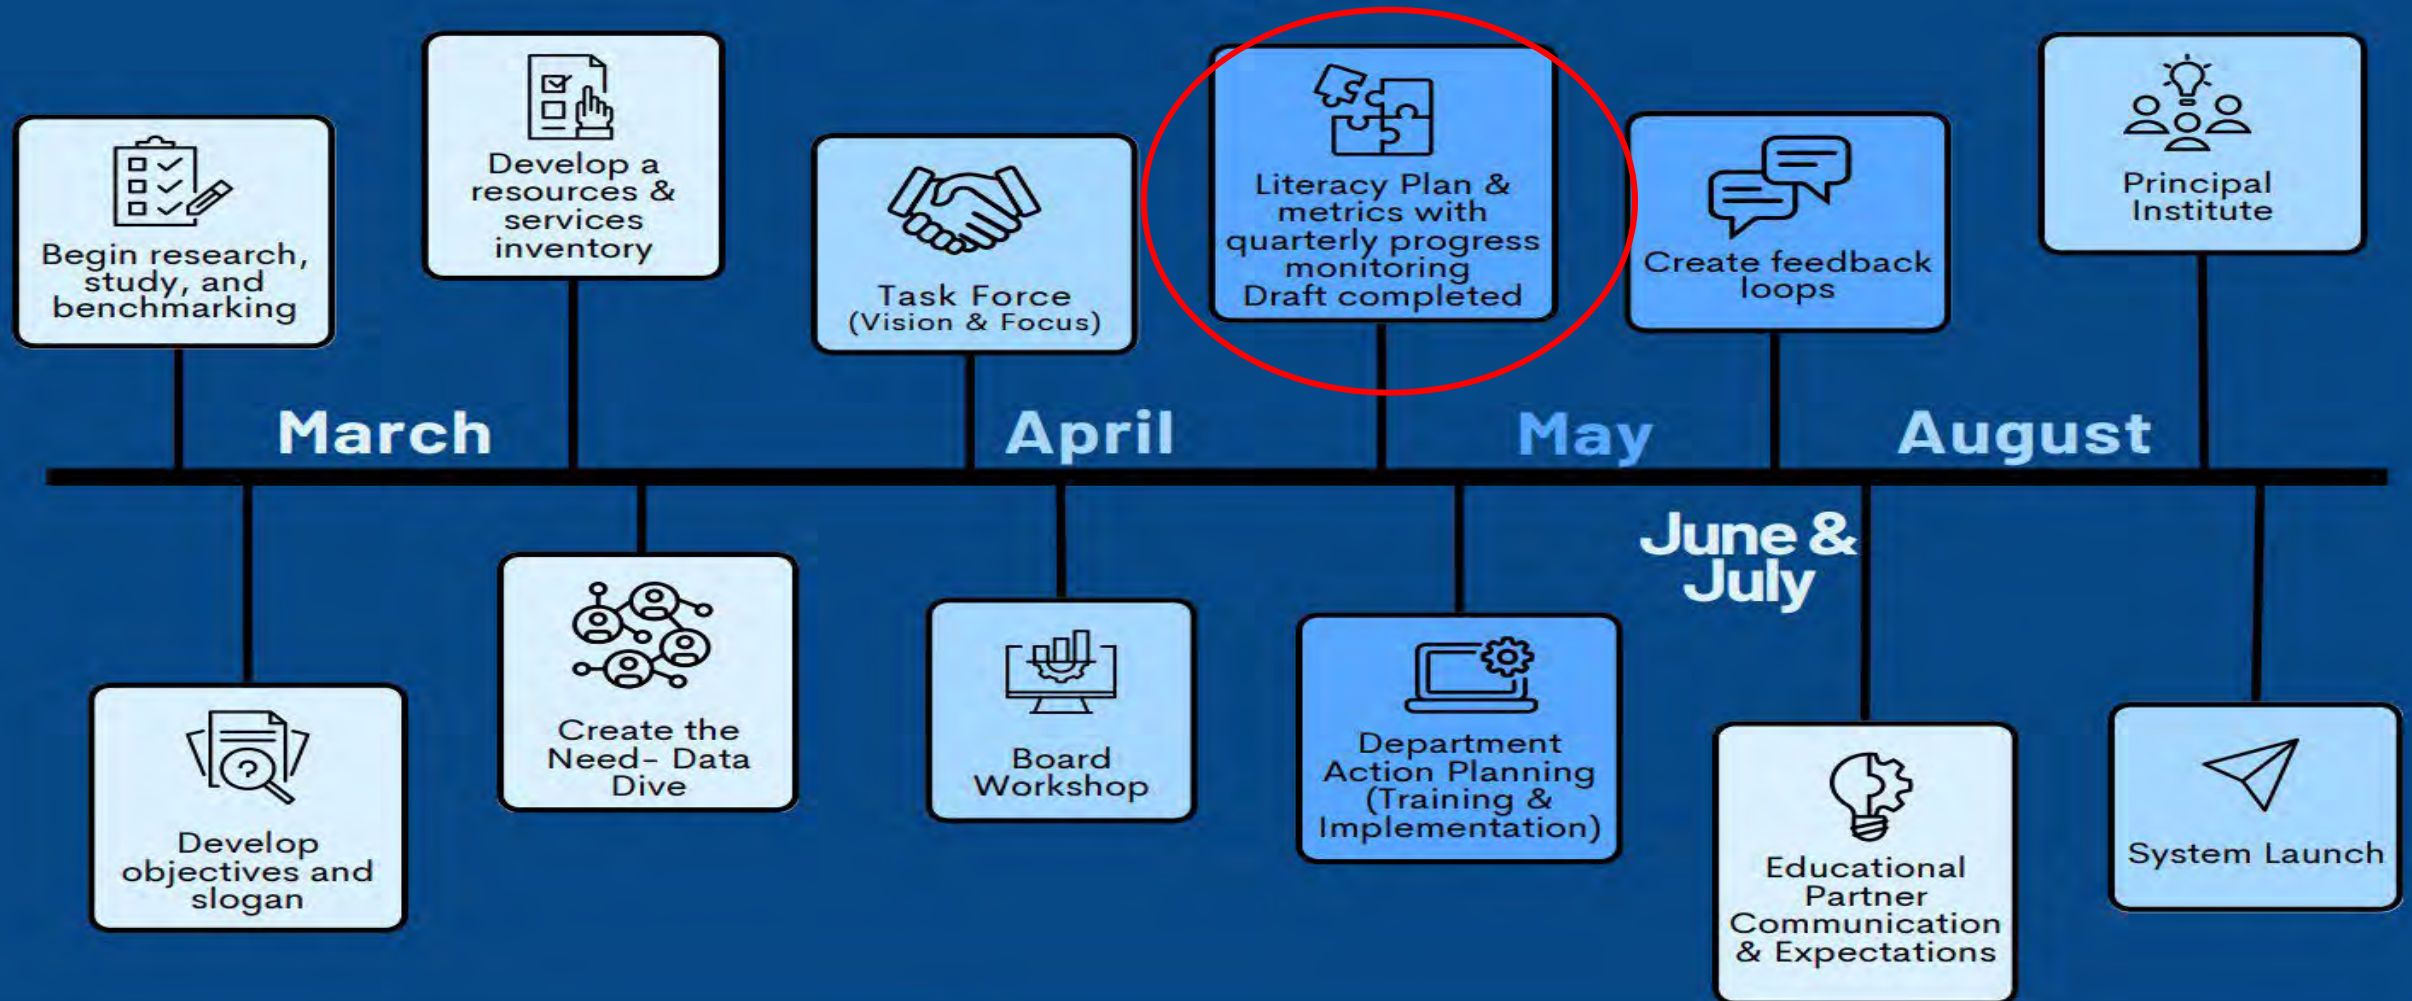 Begin research,
study, and
benchmarking
Develop a
resources &
services
inventory
Task Force
(Vision & Focus)
Literacy Plan &
metrics with
quarterly progress
monitoring
Draft completed
Create feedback
loops
Principal
Institute
March
April
May
August
June &
July
Develop
objectives and
slogan
Create the
Need- Data
Dive
Board
Workshop
Department
Action Planning
(Training &
Implementation)
Educational
Partner
Communication
& Expectations
System Launch
?